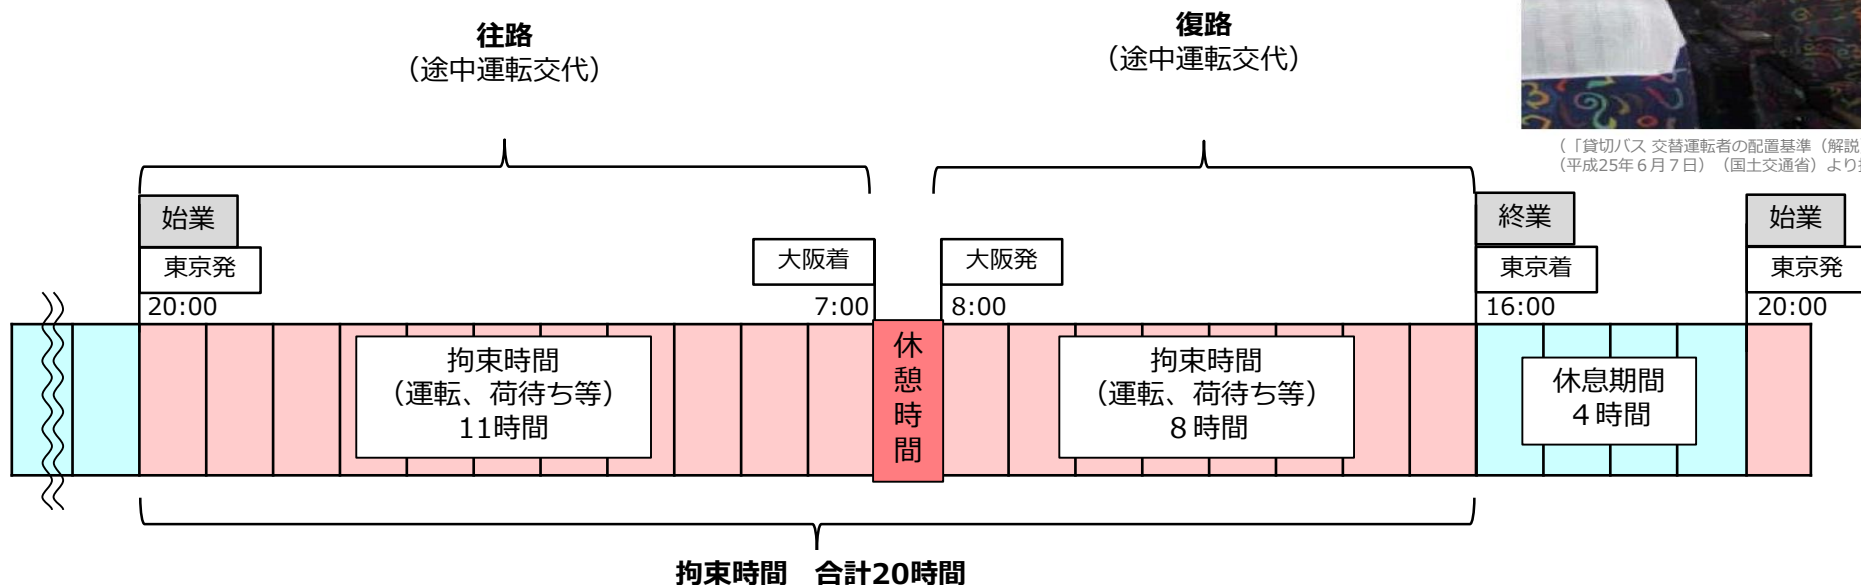 往路
（途中運転交代）
復路
（途中運転交代）
（「貸切バス 交替運転者の配置基準（解説
（平成25年６月７日）（国土交通省）より
始業
東京発
20:00
大阪着
7:00
大阪発
8:00
終業
東京着
16:00
始業
東京発
20:00
拘束時間
（運転、荷待ち等）
11時間
休憩時間
拘束時間
（運転、荷待ち等）
８時間
休息期間
４時間
拘束時間　合計20時間